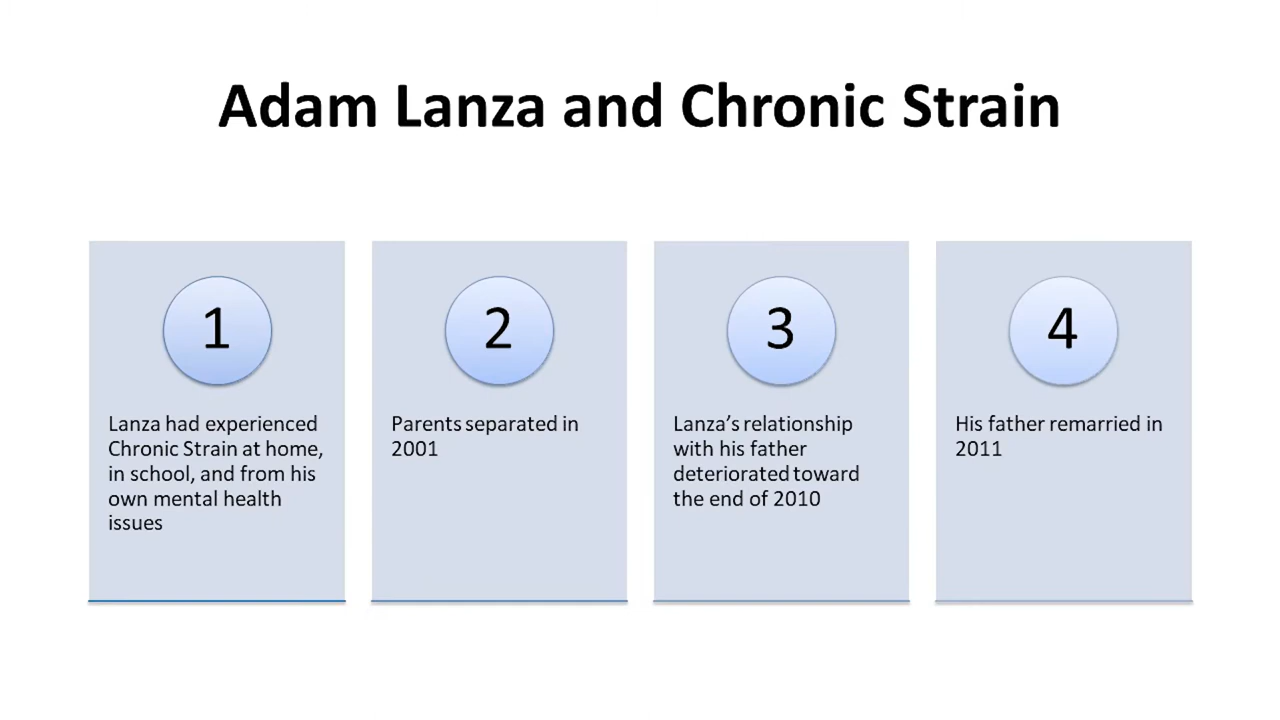 Adam Lanza and Chronic Strain
1
Lanza had experienced
Chronic Strain at home,
in school, and from his
own mental health
issues
2
Parents separated in
2001
3
Lanza’s relationship
with his father
deteriorated toward
the end of 2010
4
His father remarried in
2011